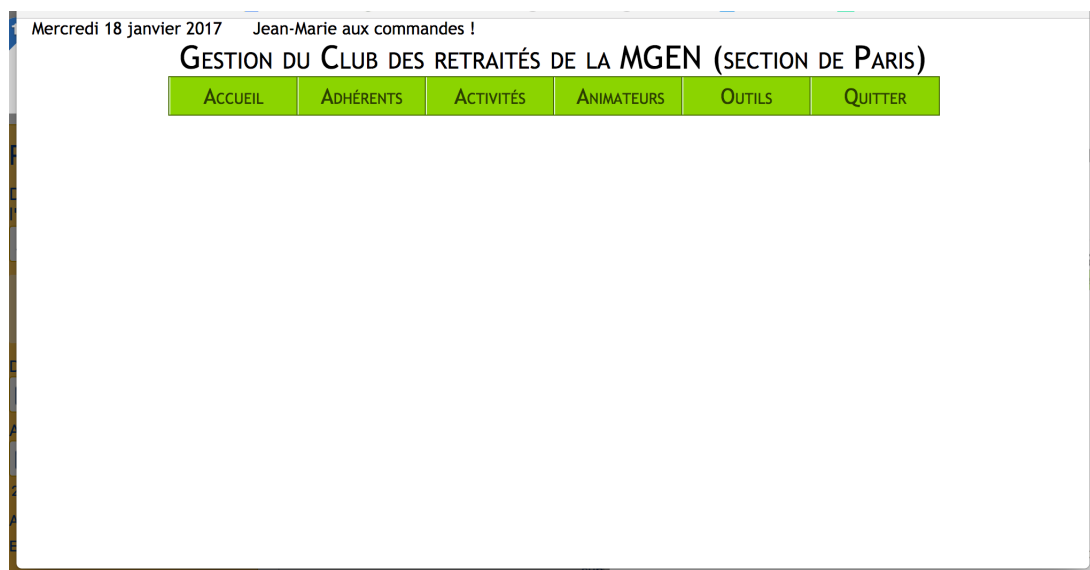 Mercredi 18 janvier 2017 Jean-Marie aux commandes !
Gestion du Club des retraités de la MGEN (section de Paris)
Accueil Adhérents Activités Animateurs Outils Quitter